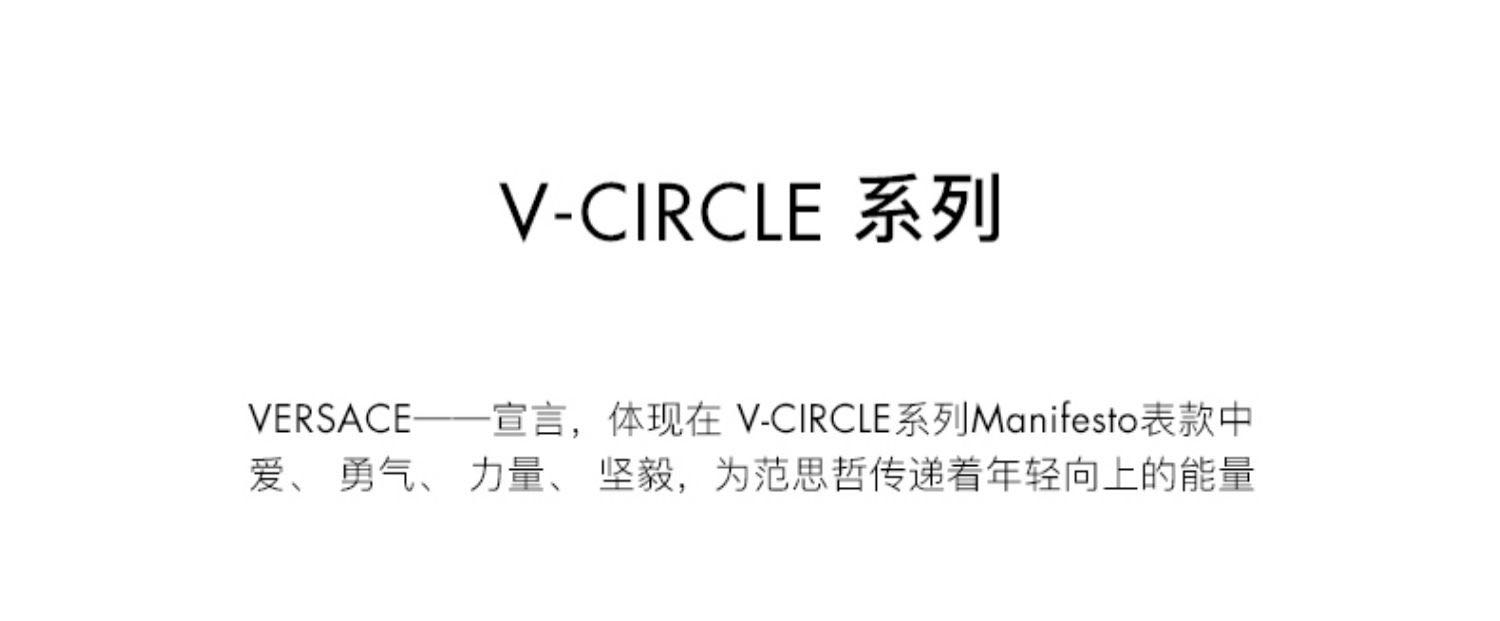 V-CIRCLE 系列
VERSACE——宣言，体现在 V-CIRCLE系列Manifesto表款中
爱、 勇气、 力量、 坚毅，为范思哲传递着年轻向上的能量